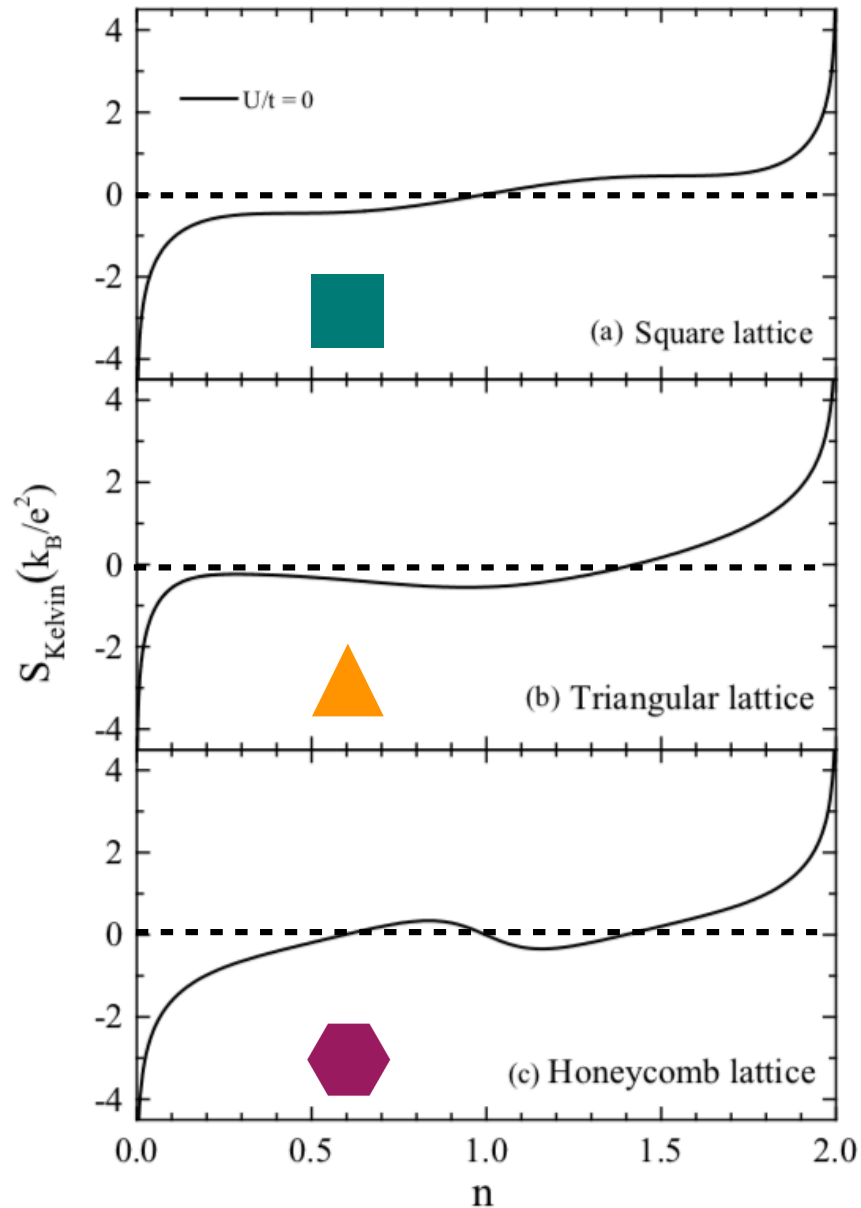 4
2
0
-2
-4
U/t = 0
(a) Square lattice
4
2
0
-2
-4
(b) Triangular lattice
4
2
0
-2
-4
(c) Honeycomb lattice
S_Kelvin(k_B/e^2)
0.0 0.5 1.0 1.5 2.0
n